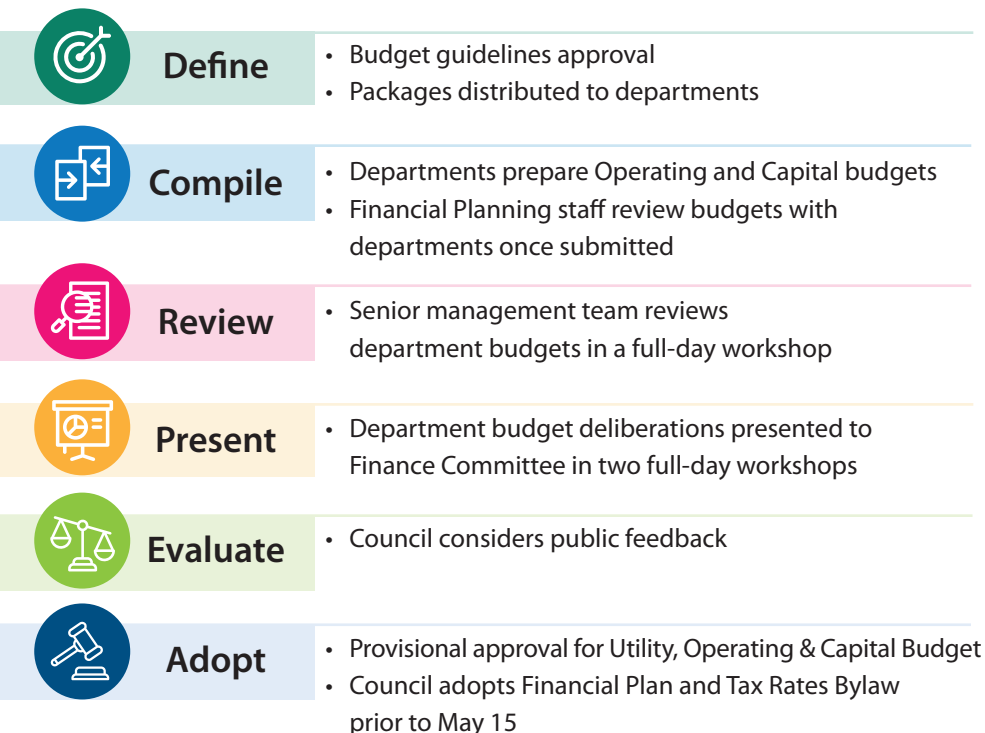 Define
• Budget guidelines approval
• Packages distributed to departments
Compile
• Departments prepare Operating and Capital budgets
• Financial Planning staff review budgets with
departments once submitted
Review
• Senior management team reviews
department budgets in a full-day workshop
Present
• Department budget deliberations presented to
Finance Committee in two full-day workshops
Evaluate
• Council considers public feedback
Adopt
• Provisional approval for Utility, Operating & Capital Budget
• Council adopts Financial Plan and Tax Rates Bylaw
prior to May 15